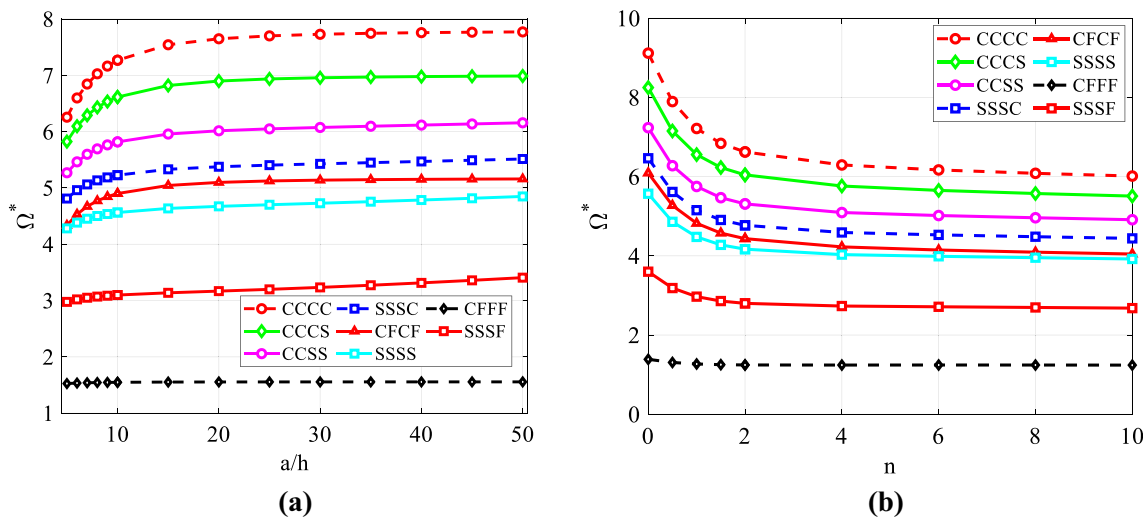 8
7
6
5
4
3
2
1
Ω*
10 20 30 40 50
a/h
CCCC SSSC CFFF
CCCS CFCF SSSF
CCSS SSSS
(a)
10
8
6
4
2
0
Ω*
0 2 4 6 8 10
n
CCCC CFCF
CCCS SSSS
CCSS CFFF
SSSC SSSF
(b)